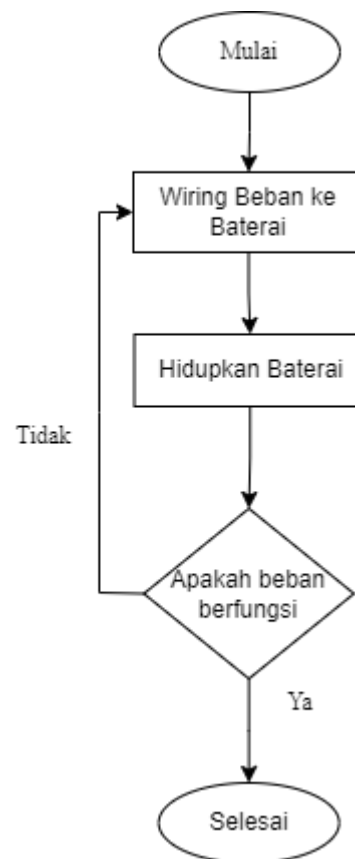 Mulai
Wiring Beban ke
Baterai
Hidupkan Baterai
Tidak
Apakah beban
berfungsi
Ya
Selesai